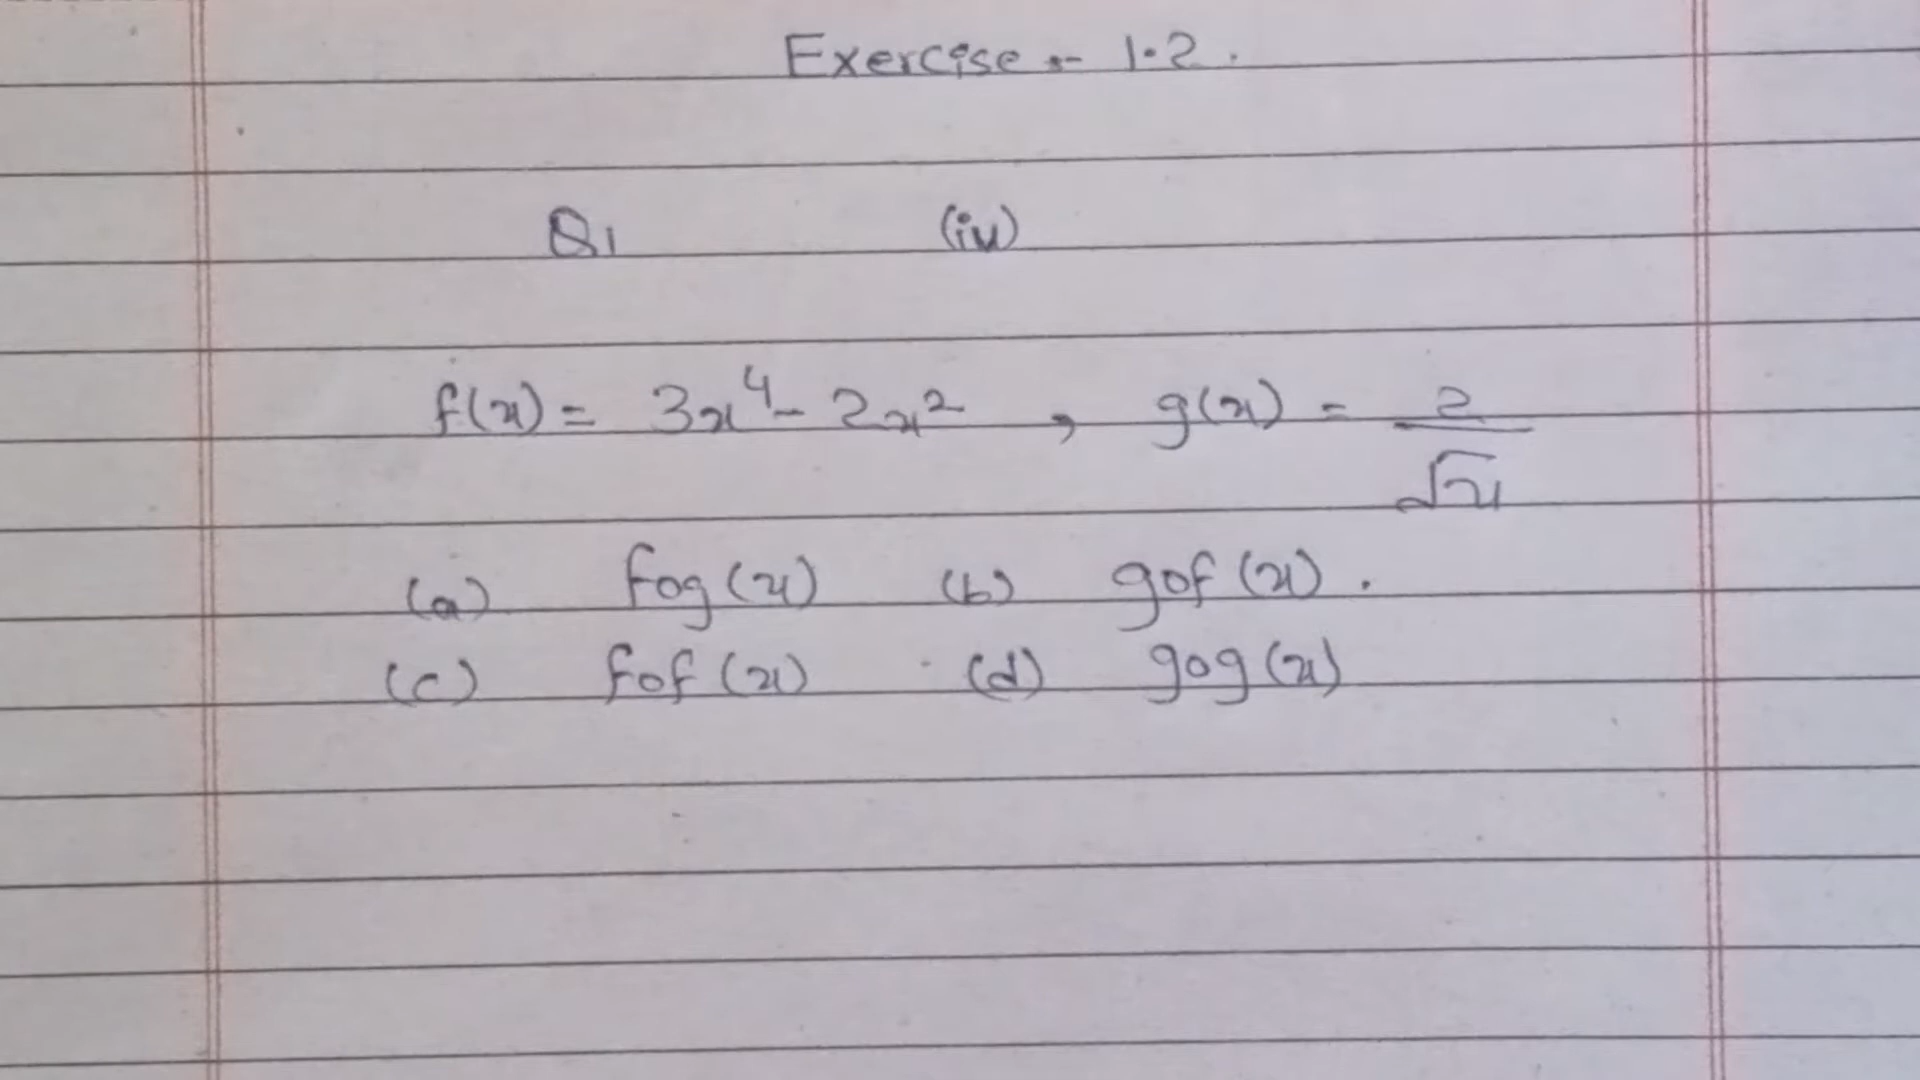 Exercise :- 1.2.
Q1 (iv)
f(x) = 3x⁴ - 2x² , g(x) = 2/√x
(a) fog(x) (b) gof(x).
(c) fof(x) (d) gog(x)